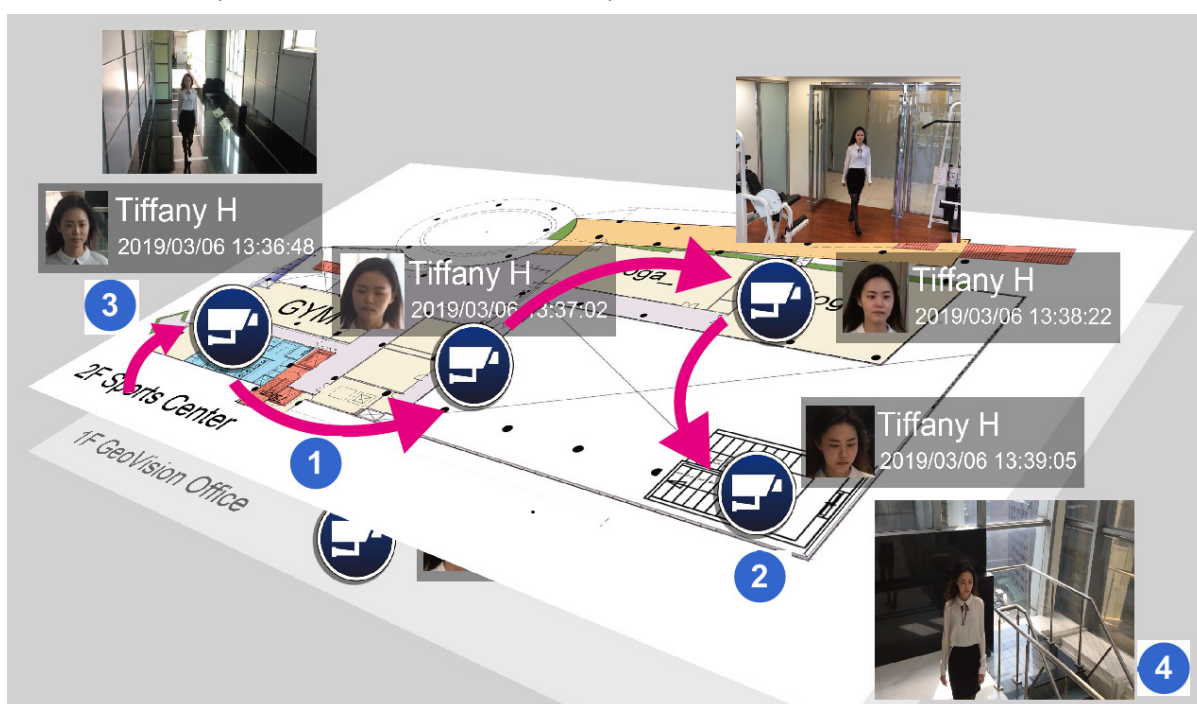 Tiffany H
2019/03/06 13:36:48
3
Tiffany H
2019/03/06 13:37:02
Tiffany H
2019/03/06 13:38:22
GYM
2F Sports Center
1F GeoVision Office
1
Tiffany H
2019/03/06 13:39:05
2
4